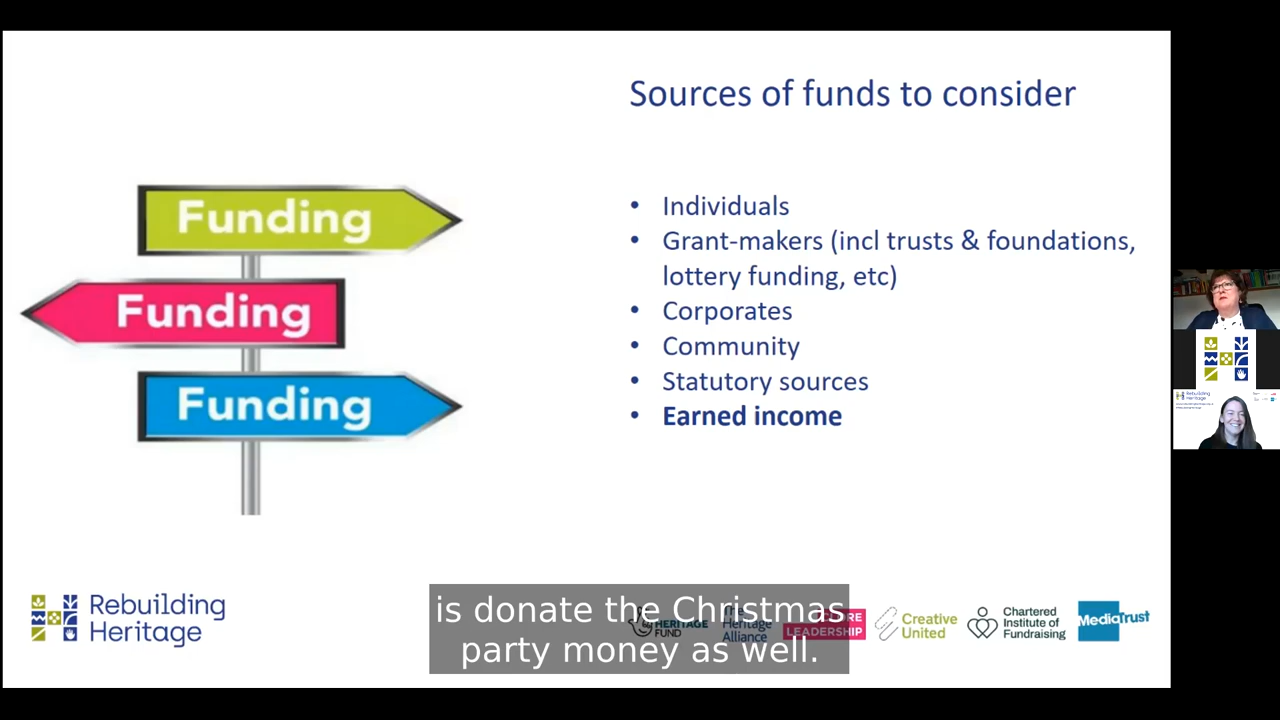 Sources of funds to consider
Funding
Funding
Funding
• Individuals
• Grant-makers (incl trusts & foundations,
lottery funding, etc)
• Corporates
• Community
• Statutory sources
• Earned income
Rebuilding
Heritage
is donate the Christmas
party money as well.
HERITAGE
FUND
Heritage
Alliance
LEADERSHIP
Creative
United
Chartered
Institute of
Fundraising
MediaTrust
Rebuilding
Heritage